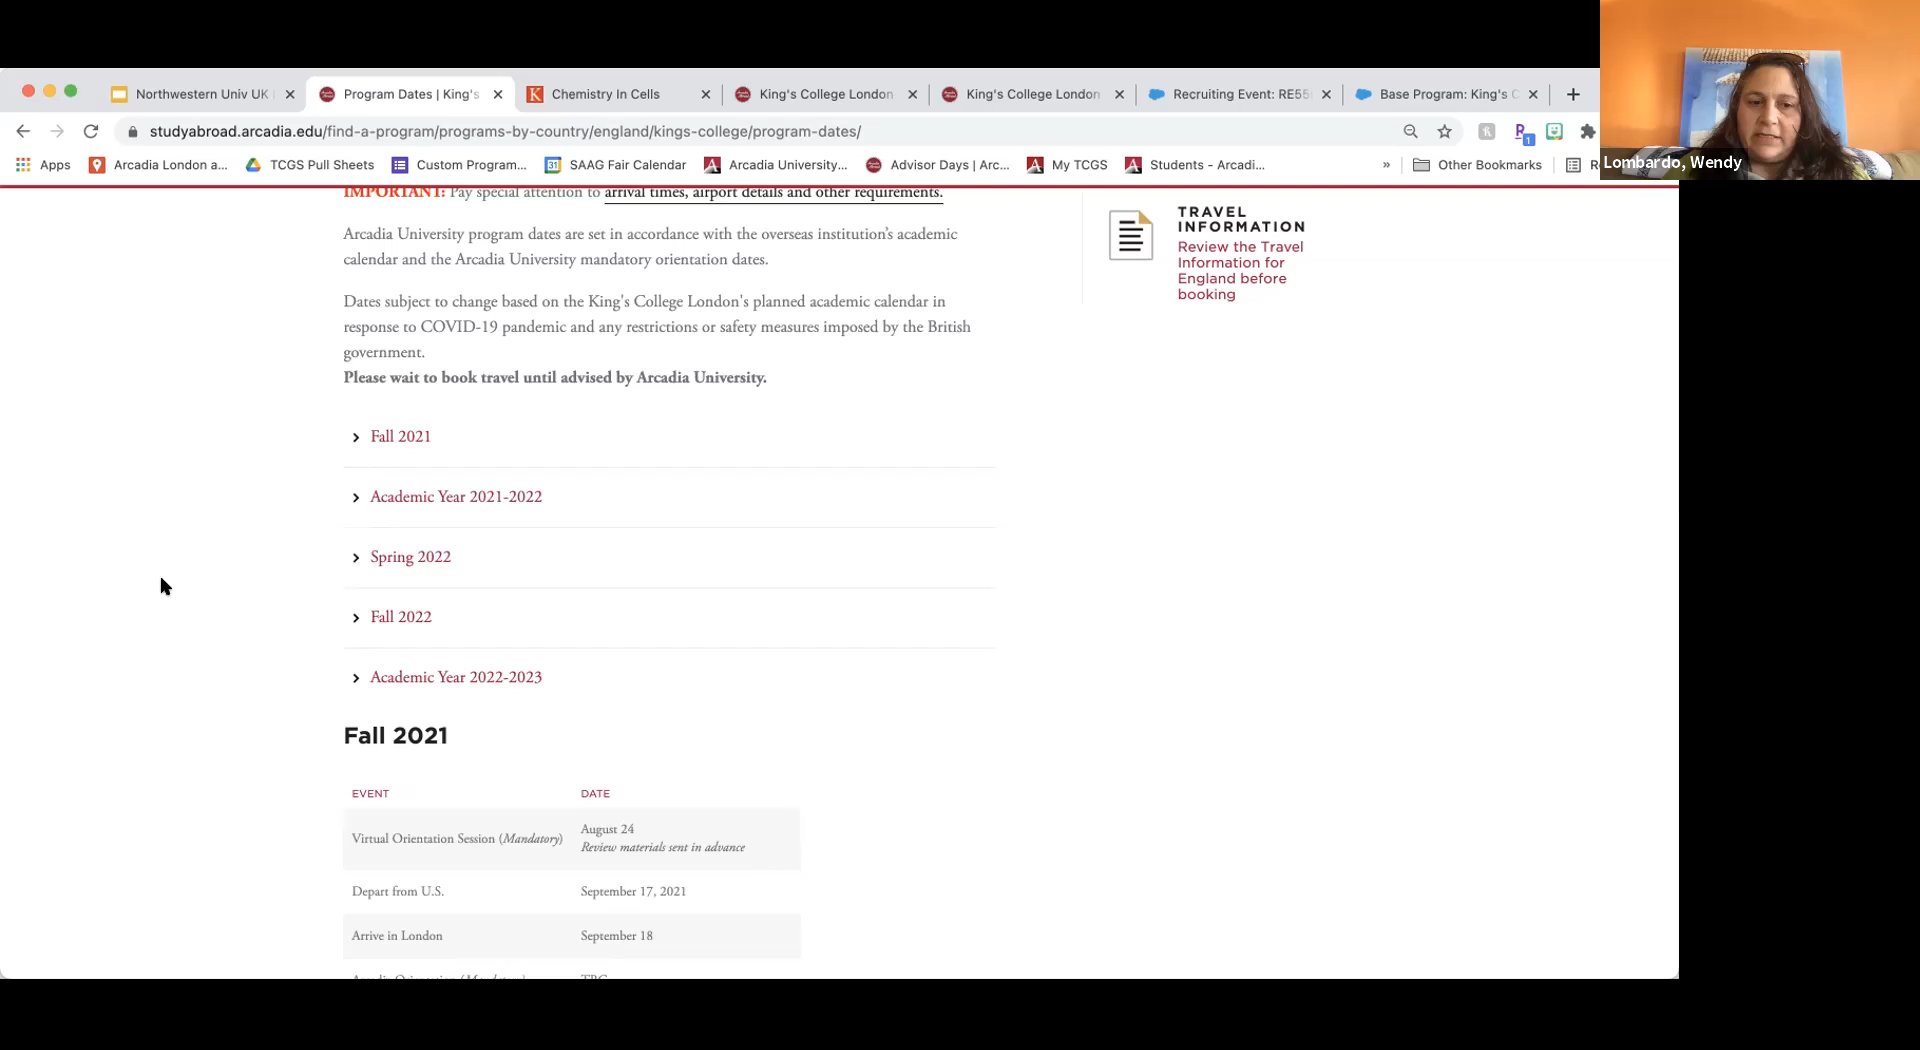 Northwestern Univ UK
Program Dates | King's
Chemistry In Cells
King's College London
King's College London
Recruiting Event: RE55
Base Program: King's C
studyabroad.arcadia.edu/find-a-program/programs-by-country/england/kings-college/program-dates/
1
Apps
Arcadia London a...
TCGS Pull Sheets
Custom Program...
31
SAAG Fair Calendar
Arcadia University...
Advisor Days | Arc...
My TCGS
Students - Arcadi...
»
Other Bookmarks
Lombardo, Wendy
IMPORTANT: Pay special attention to arrival times, airport details and other requirements.
Arcadia University program dates are set in accordance with the overseas institution's academic
calendar and the Arcadia University mandatory orientation dates.
Dates subject to change based on the King's College London's planned academic calendar in
response to COVID-19 pandemic and any restrictions or safety measures imposed by the British
government.
Please wait to book travel until advised by Arcadia University.
TRAVEL
INFORMATION
Review the Travel
Information for
England before
booking
Fall 2021
Academic Year 2021-2022
Spring 2022
Fall 2022
Academic Year 2022-2023
Fall 2021
EVENT DATE
Virtual Orientation Session (Mandatory) August 24
Review materials sent in advance
Depart from U.S. September 17, 2021
Arrive in London September 18